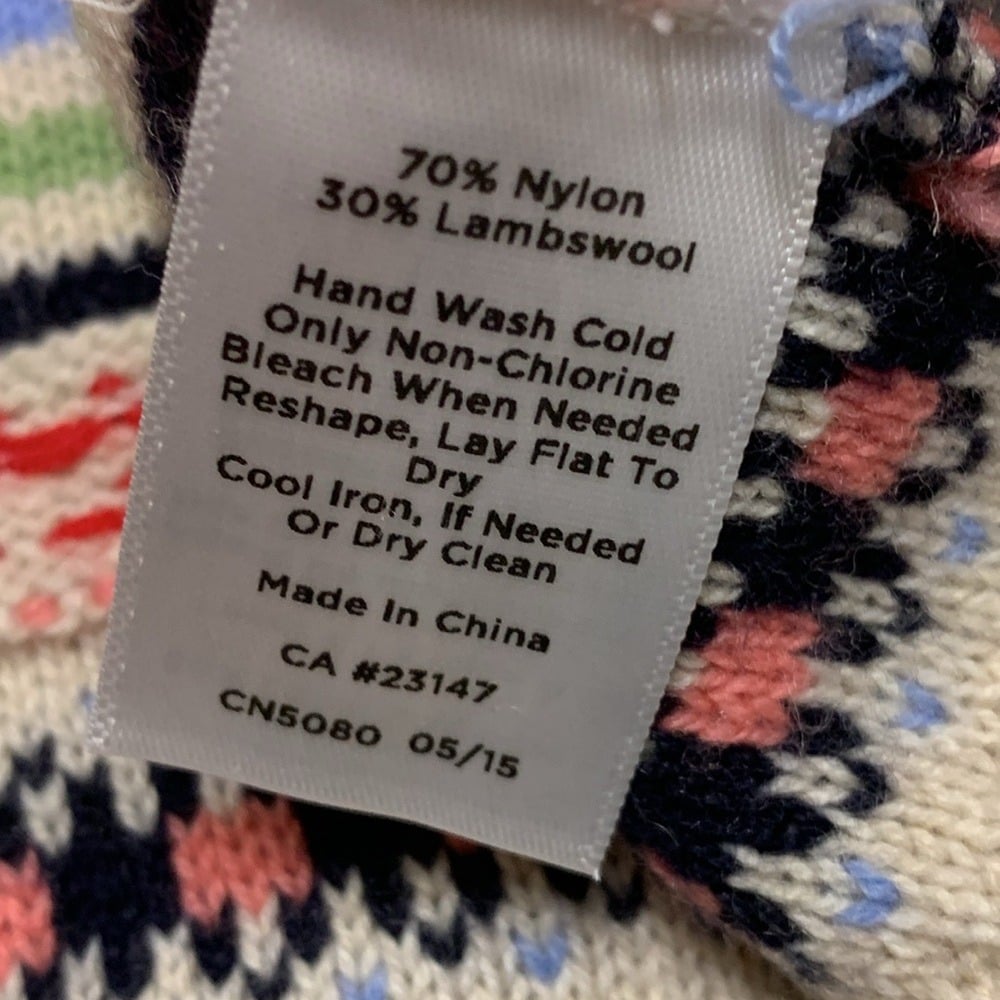 70% Nylon
30% Lambswool
Hand Wash Cold
Only Non-Chlorine
Bleach When Needed
Reshape, Lay Flat To
Dry
Cool Iron, If Needed
Or Dry Clean
Made In China
CA #23147
CN5080 05/15